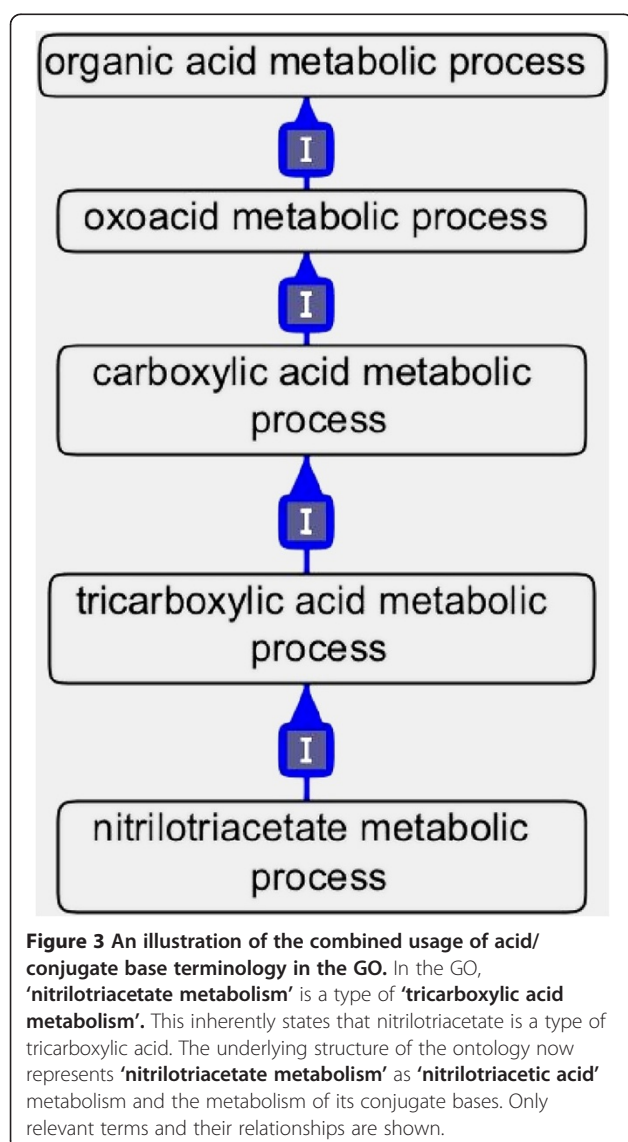 organic acid metabolic process
I
oxoacid metabolic process
I
carboxylic acid metabolic
process
I
tricarboxylic acid metabolic
process
I
nitrilotriacetate metabolic
process
Figure 3 An illustration of the combined usage of acid/
conjugate base terminology in the GO. In the GO,
'nitrilotriacetate metabolism' is a type of 'tricarboxylic acid
metabolism'. This inherently states that nitrilotriacetate is a type of
tricarboxylic acid. The underlying structure of the ontology now
represents 'nitrilotriacetate metabolism' as 'nitrilotriacetic acid'
metabolism and the metabolism of its conjugate bases. Only
relevant terms and their relationships are shown.